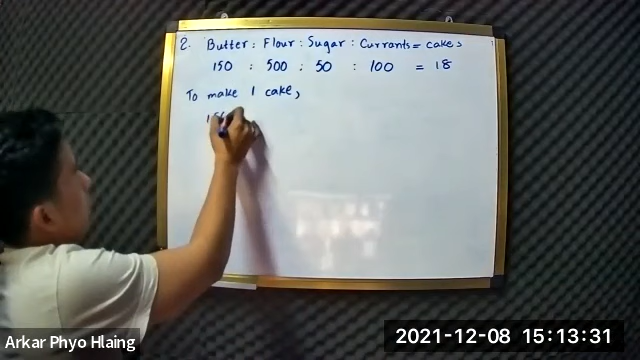 2. Butter : Flour : Sugar : Currants = cakes
150 : 500 : 50 : 100 = 18
To make 1 cake,
Arkar Phyo Hlaing
2021-12-08 15:13:31